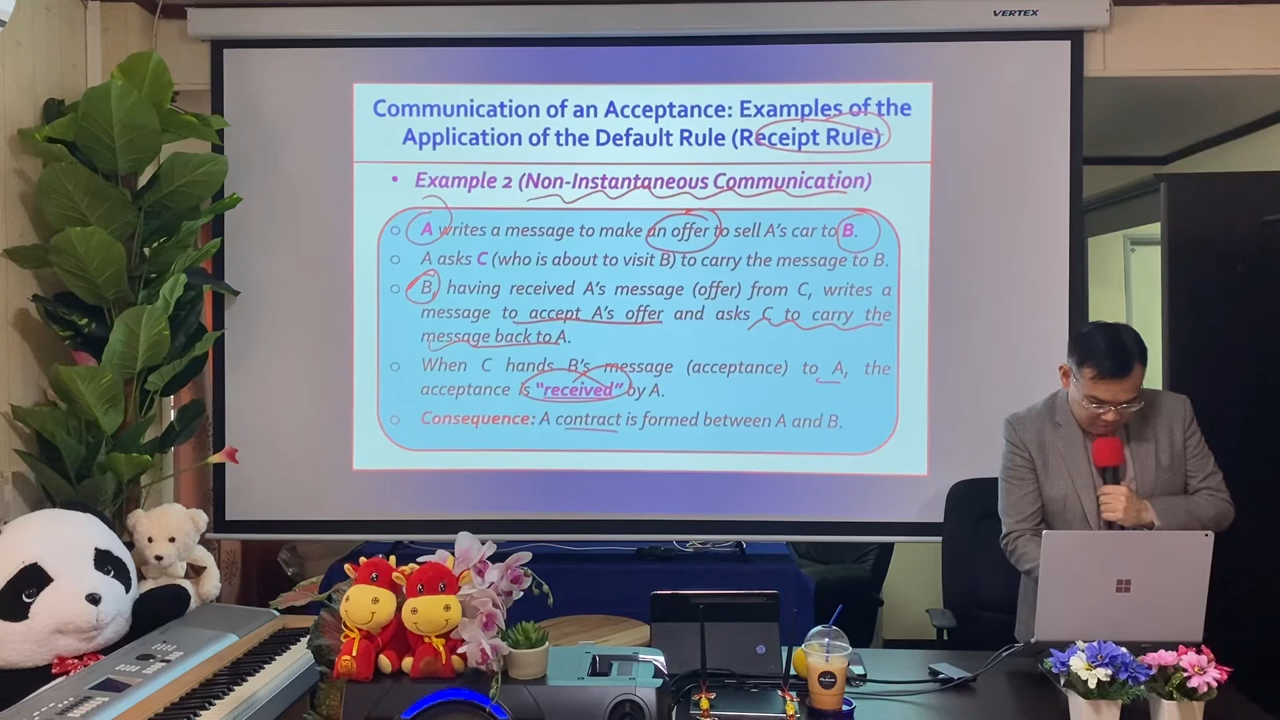 VERTEX
Communication of an Acceptance: Examples of the
Application of the Default Rule (Receipt Rule)
• Example 2 (Non-Instantaneous Communication)
○ A writes a message to make an offer to sell A's car to B.
○ A asks C (who is about to visit B) to carry the message to B.
○ B, having received A's message (offer) from C, writes a
message to accept A's offer and asks C to carry the
message back to A.
○ When C hands B's message (acceptance) to A, the
acceptance is "received" by A.
○ Consequence: A contract is formed between A and B.